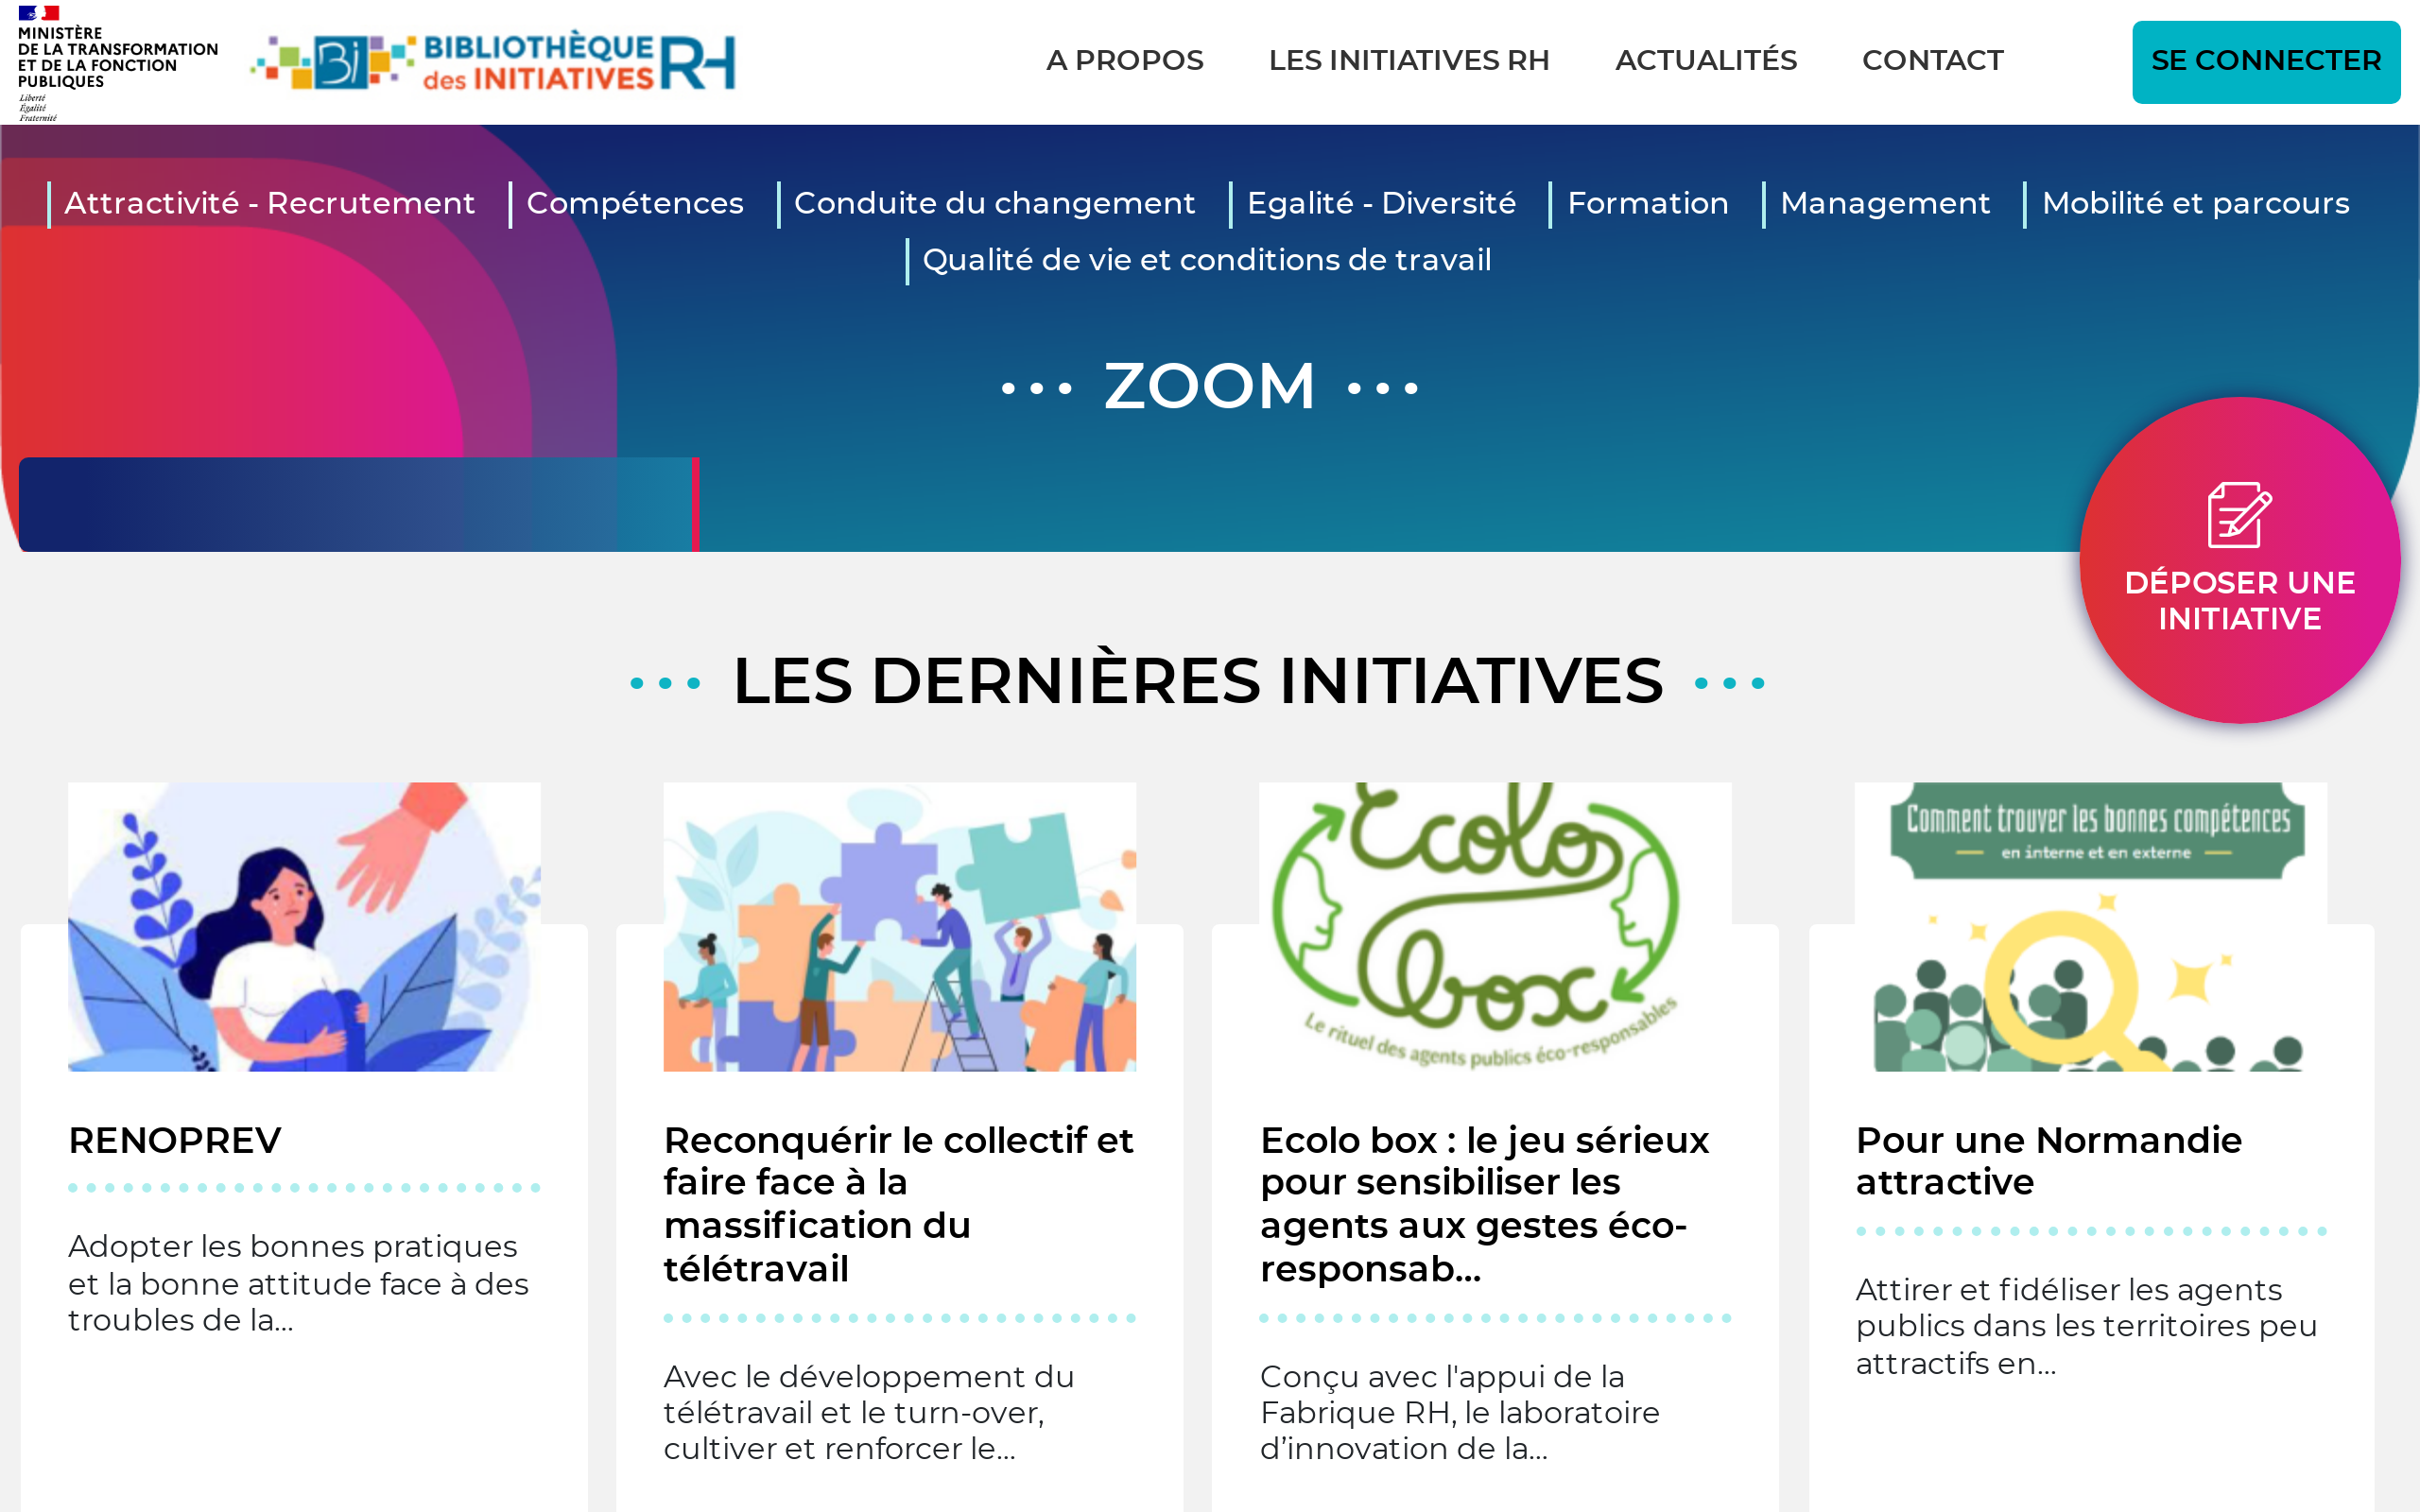 MINISTÈRE
DE LA TRANSFORMATION
ET DE LA FONCTION
PUBLIQUES
Liberté
Égalité
Fraternité
Bi BIBLIOTHÈQUE
des INITIATIVES RH
A PROPOS
LES INITIATIVES RH
ACTUALITÉS
CONTACT
SE CONNECTER
Attractivité - Recrutement
Compétences
Conduite du changement
Egalité - Diversité
Formation
Management
Mobilité et parcours
Qualité de vie et conditions de travail
••• ZOOM •••
DÉPOSER UNE
INITIATIVE
••• LES DERNIÈRES INITIATIVES •••
RENOPREV
Adopter les bonnes pratiques
et la bonne attitude face à des
troubles de la...
Reconquérir le collectif et
faire face à la
massification du
télétravail
Avec le développement du
télétravail et le turn-over,
cultiver et renforcer le...
Ecolo
box
Le rituel des agents publics éco-responsables
Ecolo box : le jeu sérieux
pour sensibiliser les
agents aux gestes éco-
responsab...
Conçu avec l'appui de la
Fabrique RH, le laboratoire
d’innovation de la...
Comment trouver les bonnes compétences
en interne et en externe
Pour une Normandie
attractive
Attirer et fidéliser les agents
publics dans les territoires peu
attractifs en...